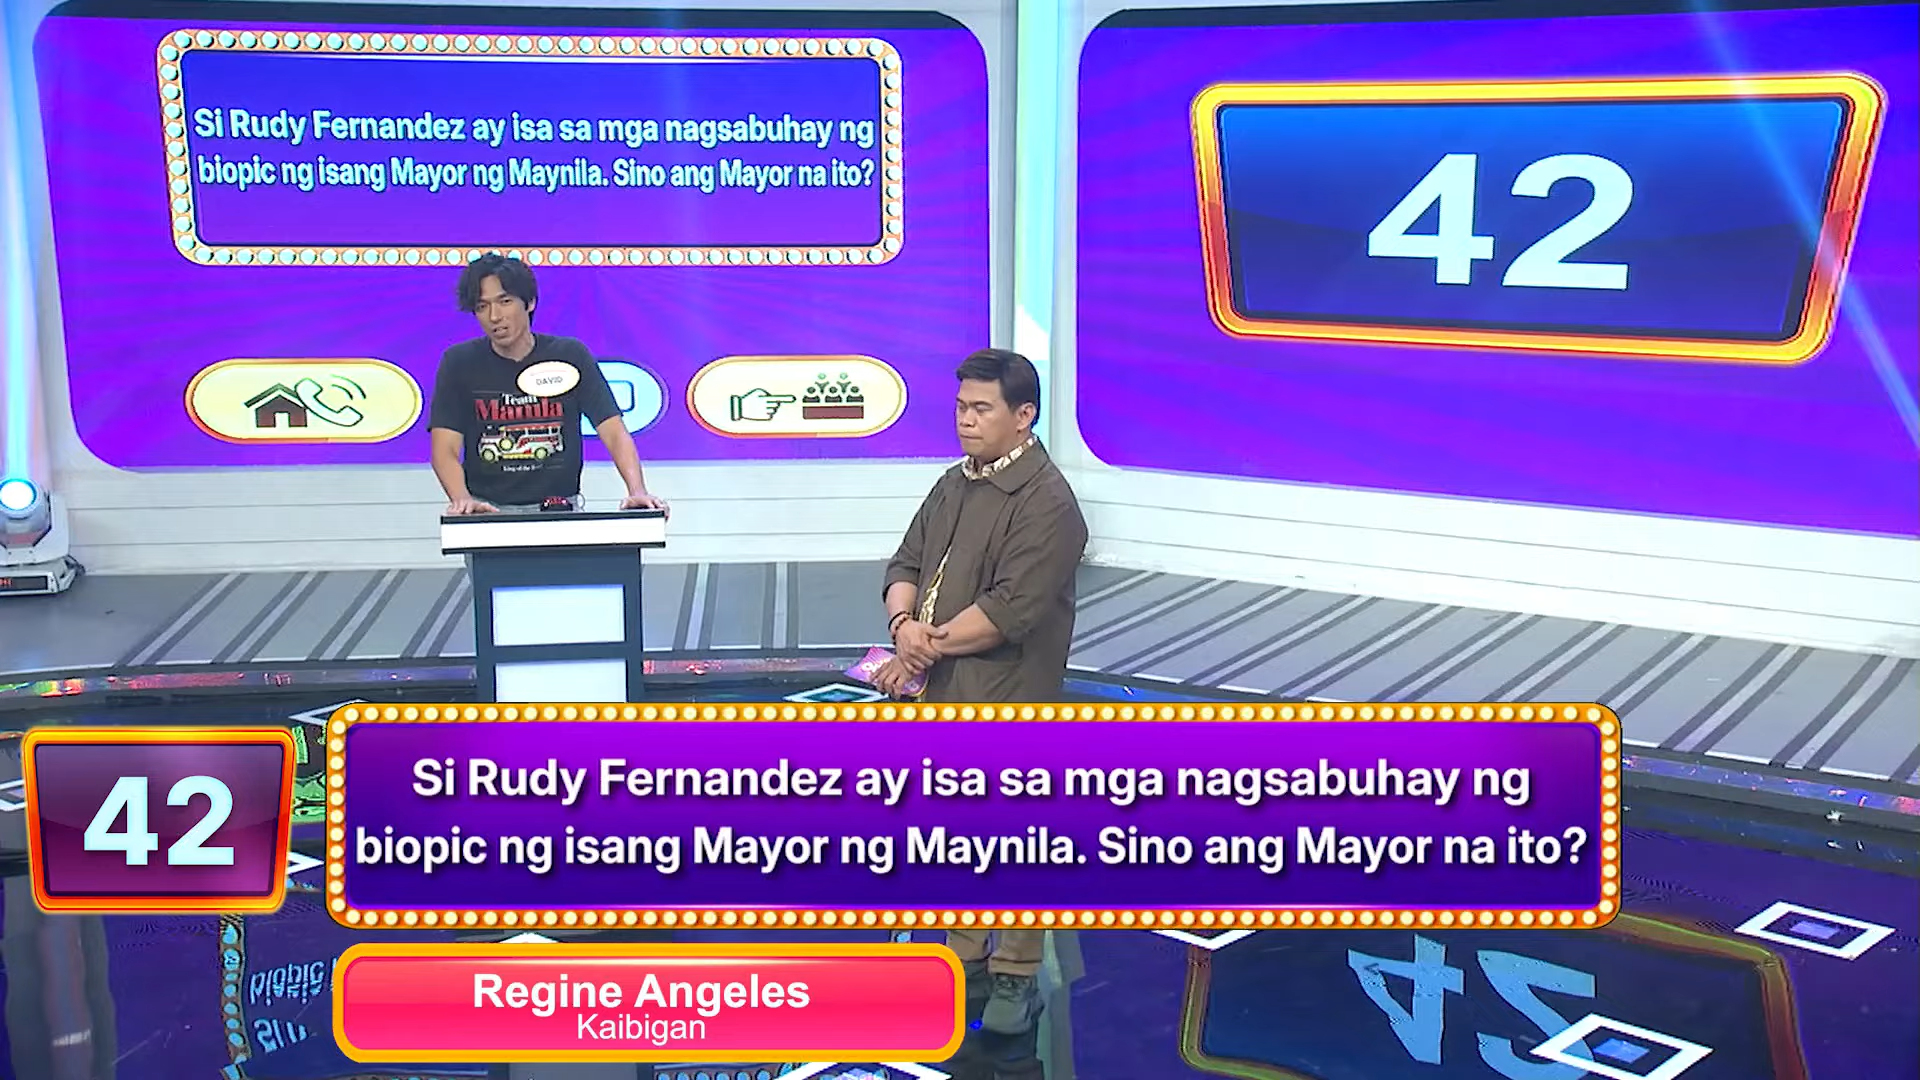 Si Rudy Fernandez ay isa sa mga nagsabuhay ng
biopic ng isang Mayor ng Maynila. Sino ang Mayor na ito?
42
DAVID
Team
Manila
42
Si Rudy Fernandez ay isa sa mga nagsabuhay ng
biopic ng isang Mayor ng Maynila. Sino ang Mayor na ito?
Regine Angeles
Kaibigan